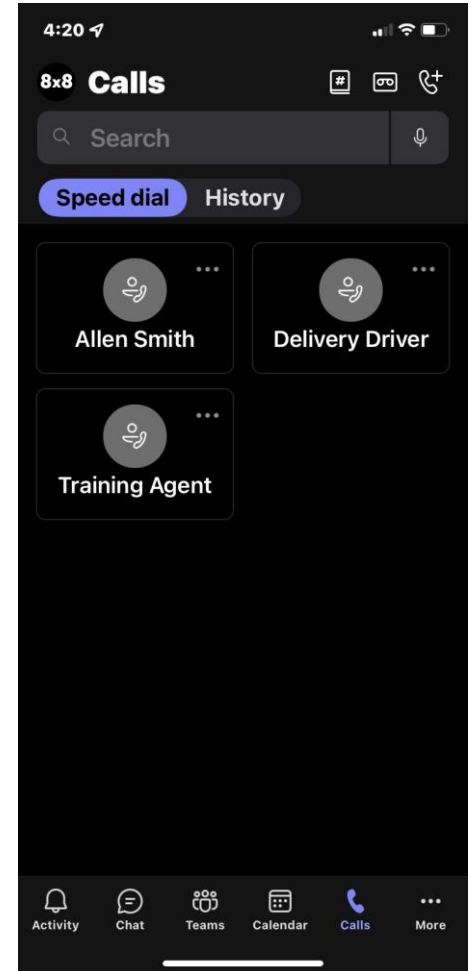 4:20
8x8 Calls
#
Search
Speed dial History
Allen Smith Delivery Driver
Training Agent
Activity Chat Teams Calendar Calls More